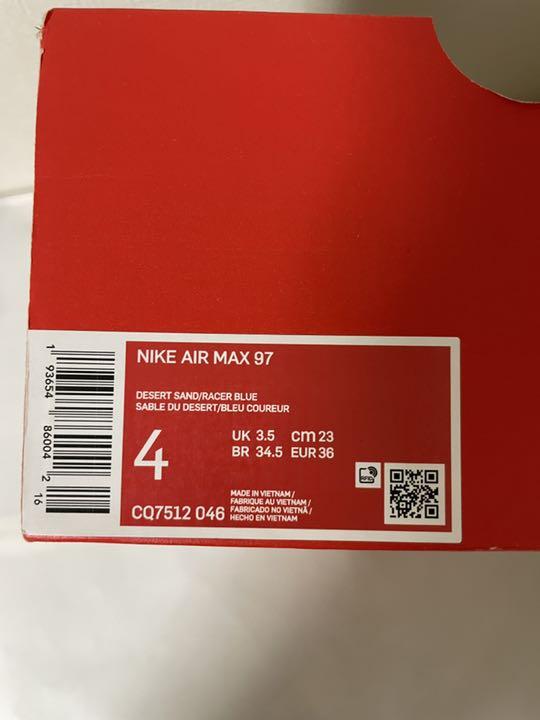 NIKE AIR MAX 97
DESERT SAND/RACER BLUE
SABLE DU DESERT/BLEU COUREUR
4
UK 3.5 cm 23
BR 34.5 EUR 36
CQ7512 046
MADE IN VIETNAM /
FABRIQUE AU VIETNAM /
FABRICADO NO VIETNÃ /
HECHO EN VIETNAM
RFID
1 93654 86004 2
16